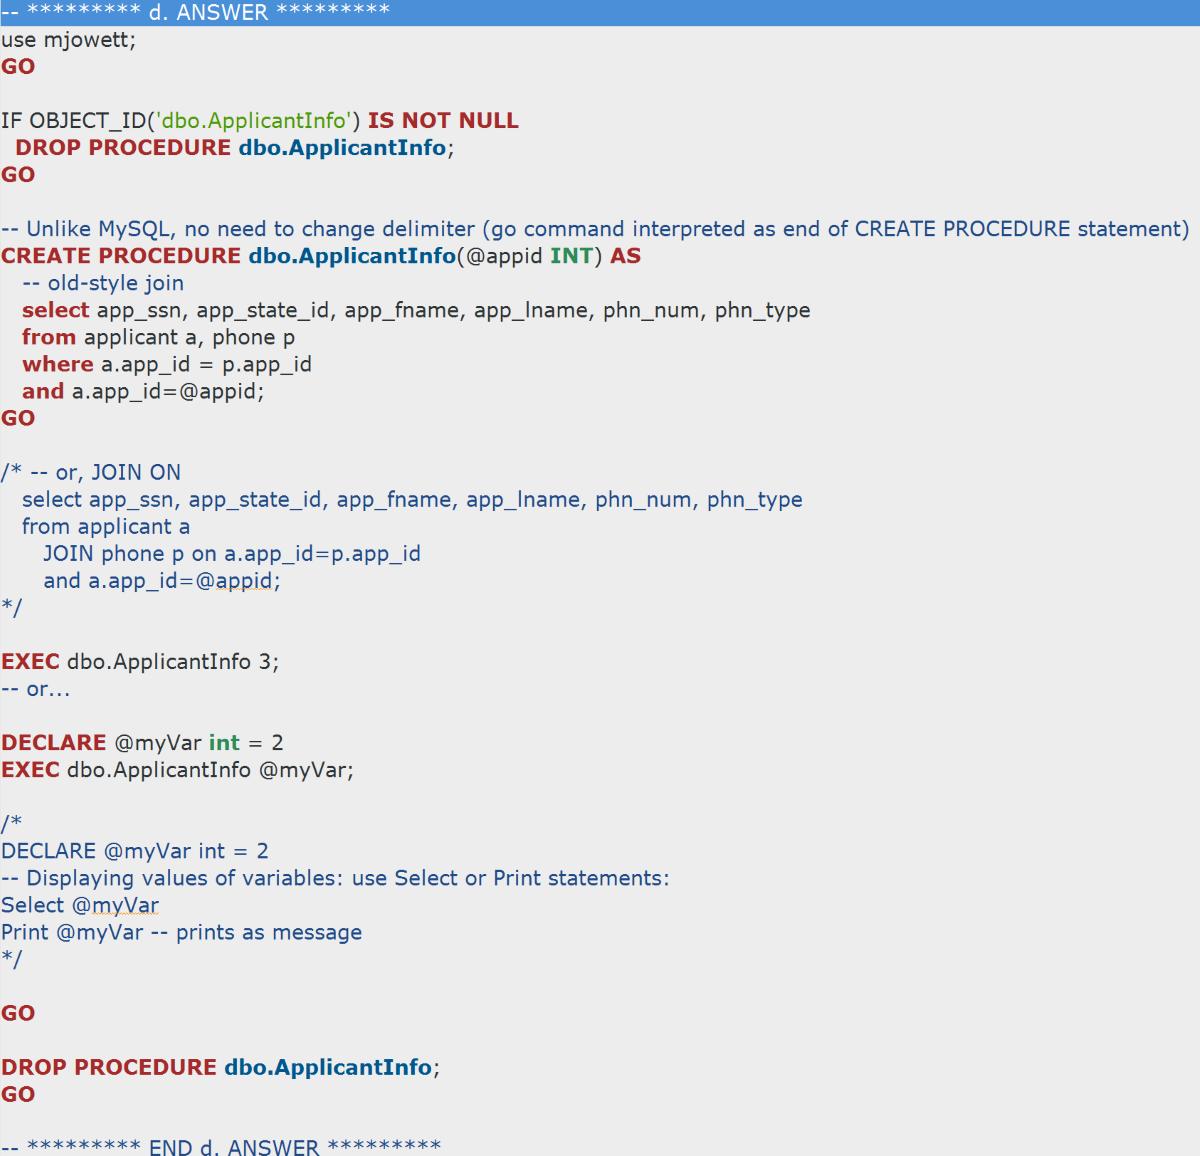 -- ********* d. ANSWER *********
use mjowett;
GO
IF OBJECT_ID('dbo.ApplicantInfo') IS NOT NULL
DROP PROCEDURE dbo.ApplicantInfo;
GO
-- Unlike MySQL, no need to change delimiter (go command interpreted as end of CREATE PROCEDURE statement)
CREATE PROCEDURE dbo.ApplicantInfo(@appid INT) AS
-- old-style join
select app_ssn, app_state_id, app_fname, app_lname, phn_num, phn_type
from applicant a, phone p
where a.app_id = p.app_id
and a.app_id=@appid;
GO
/* -- or, JOIN ON
select app_ssn, app_state_id, app_fname, app_lname, phn_num, phn_type
from applicant a
JOIN phone p on a.app_id=p.app_id
and a.app_id=@appid;
*/
EXEC dbo.ApplicantInfo 3;
-- or...
DECLARE @myVar int = 2
EXEC dbo.ApplicantInfo @myVar;
/*
DECLARE @myVar int = 2
-- Displaying values of variables: use Select or Print statements:
Select @myVar
Print @myVar -- prints as message
*/
GO
DROP PROCEDURE dbo.ApplicantInfo;
GO
-- ********* END d. ANSWER *********